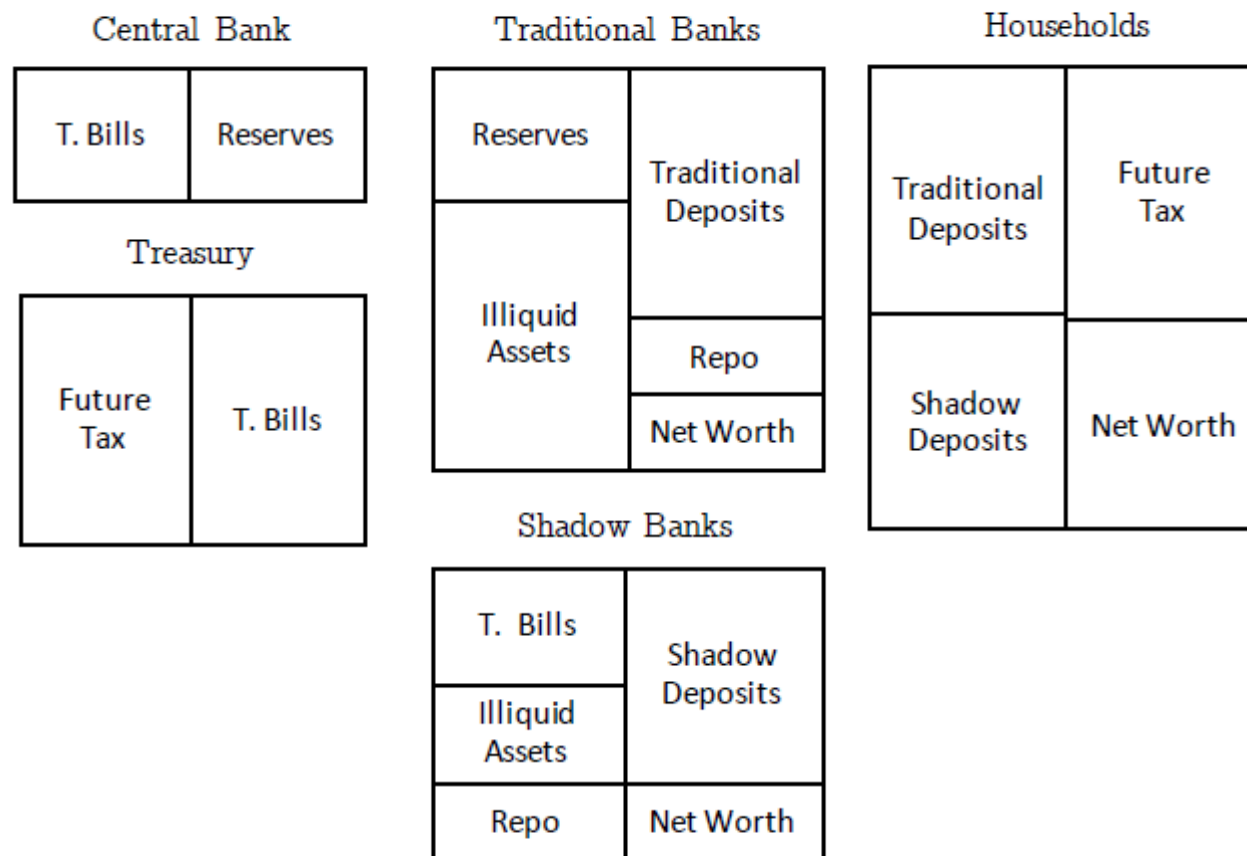 Central Bank
T. Bills
Reserves
Treasury
Future
Tax
T. Bills
Traditional Banks
Reserves
Illiquid
Assets
Traditional
Deposits
Repo
Net Worth
Shadow Banks
T. Bills
Illiquid
Assets
Repo
Shadow
Deposits
Net Worth
Households
Traditional
Deposits
Shadow
Deposits
Future
Tax
Net Worth